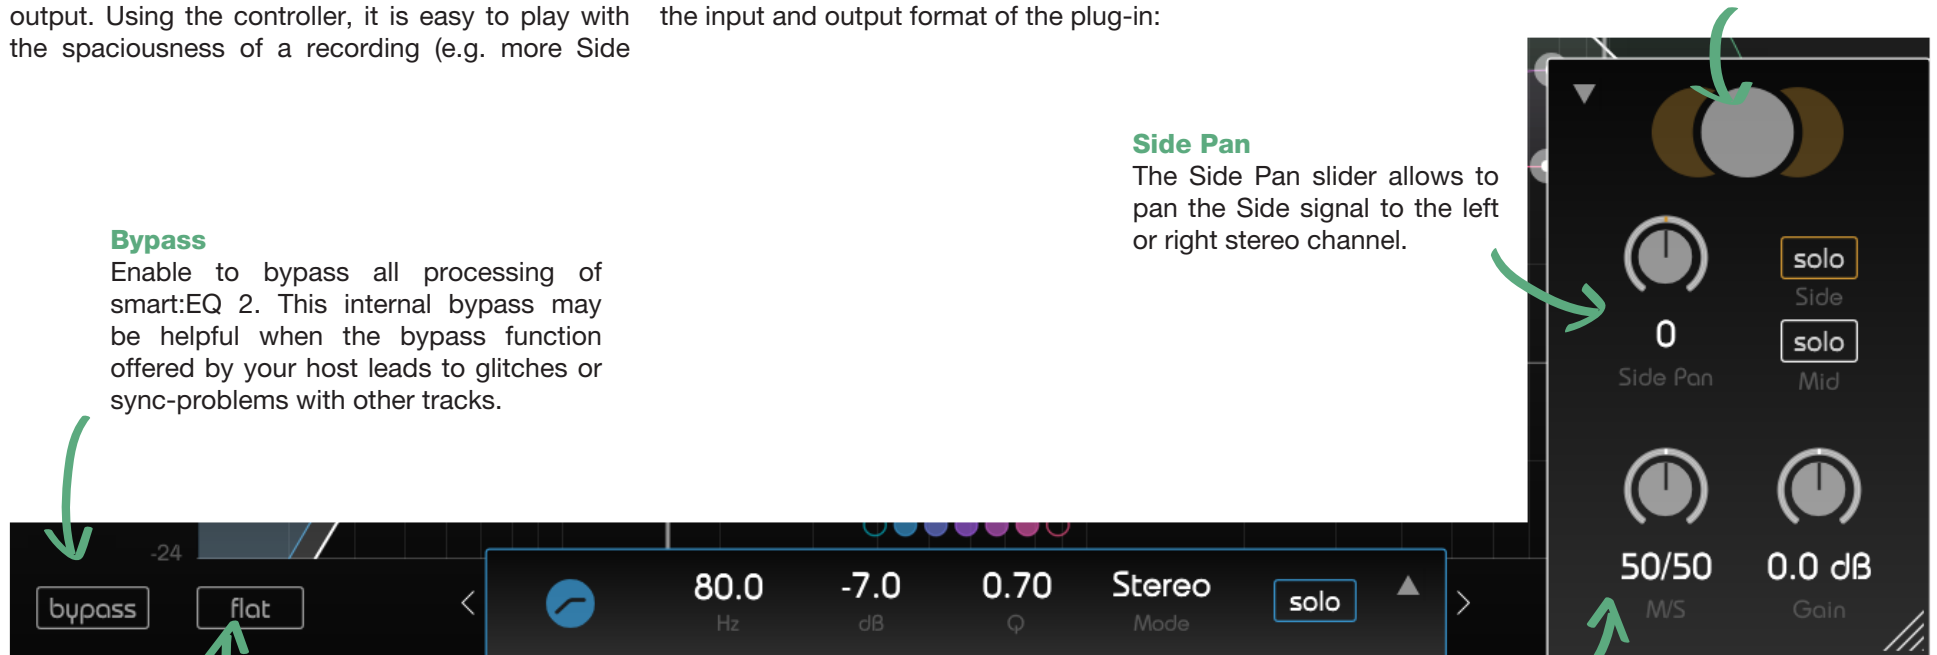 output. Using the controller, it is easy to play with
the spaciousness of a recording (e.g. more Side
the input and output format of the plug-in:
Side Pan
The Side Pan slider allows to
pan the Side signal to the left
or right stereo channel.
Bypass
Enable to bypass all processing of
smart:EQ 2. This internal bypass may
be helpful when the bypass function
offered by your host leads to glitches or
sync-problems with other tracks.
solo
Side
0
solo
Side Pan
Mid
50/50
0.0 dB
M/S
Gain
-24
bypass
flat
80.0
-7.0
0.70
Stereo
solo
Hz
dB
Q
Mode